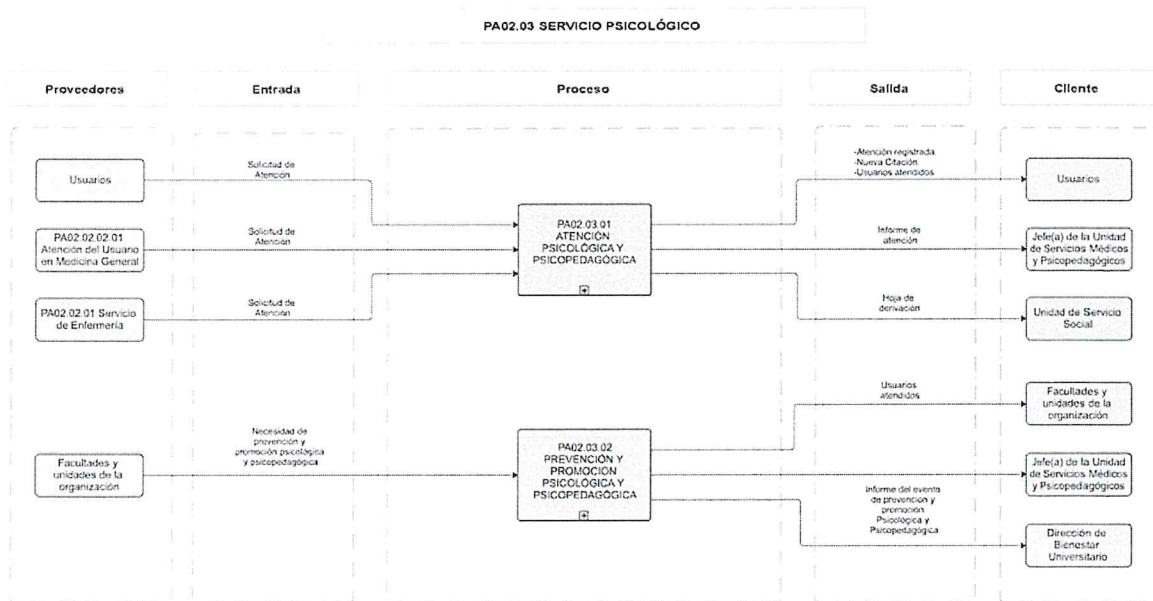 PA02.03 SERVICIO PSICOLÓGICO
Proveedores
Entrada
Proceso
Salida
Cliente
Usuarios
Solicitud de
Atención
PA02.02.02.01
Atención del Usuario
en Medicina General
Solicitud de
Atención
PA02.02.01 Servicio
de Enfermería
Solicitud de
Atención
PA02.03.01
ATENCIÓN
PSICOLÓGICA Y
PSICOPEDAGÓGICA
-Atención registrada.
-Nueva Citación.
-Usuarios atendidos
Usuarios
Informe de
atención
Jefe(a) de la Unidad
de Servicios Médicos
y Psicopedagógicos
Hoja de
derivación
Unidad de Servicio
Social
Facultades y
unidades de la
organización
Necesidad de
prevención y
promoción psicológica
y psicopedagógica
PA02.03.02
PREVENCIÓN Y
PROMOCIÓN
PSICOLÓGICA Y
PSICOPEDAGÓGICA
Usuarios
atendidos
Facultades y
unidades de la
organización
Jefe(a) de la Unidad
de Servicios Médicos
y Psicopedagógicos
Informe del evento
de prevención y
promoción
Psicológica y
Psicopedagógica
Dirección de
Bienestar
Universitario